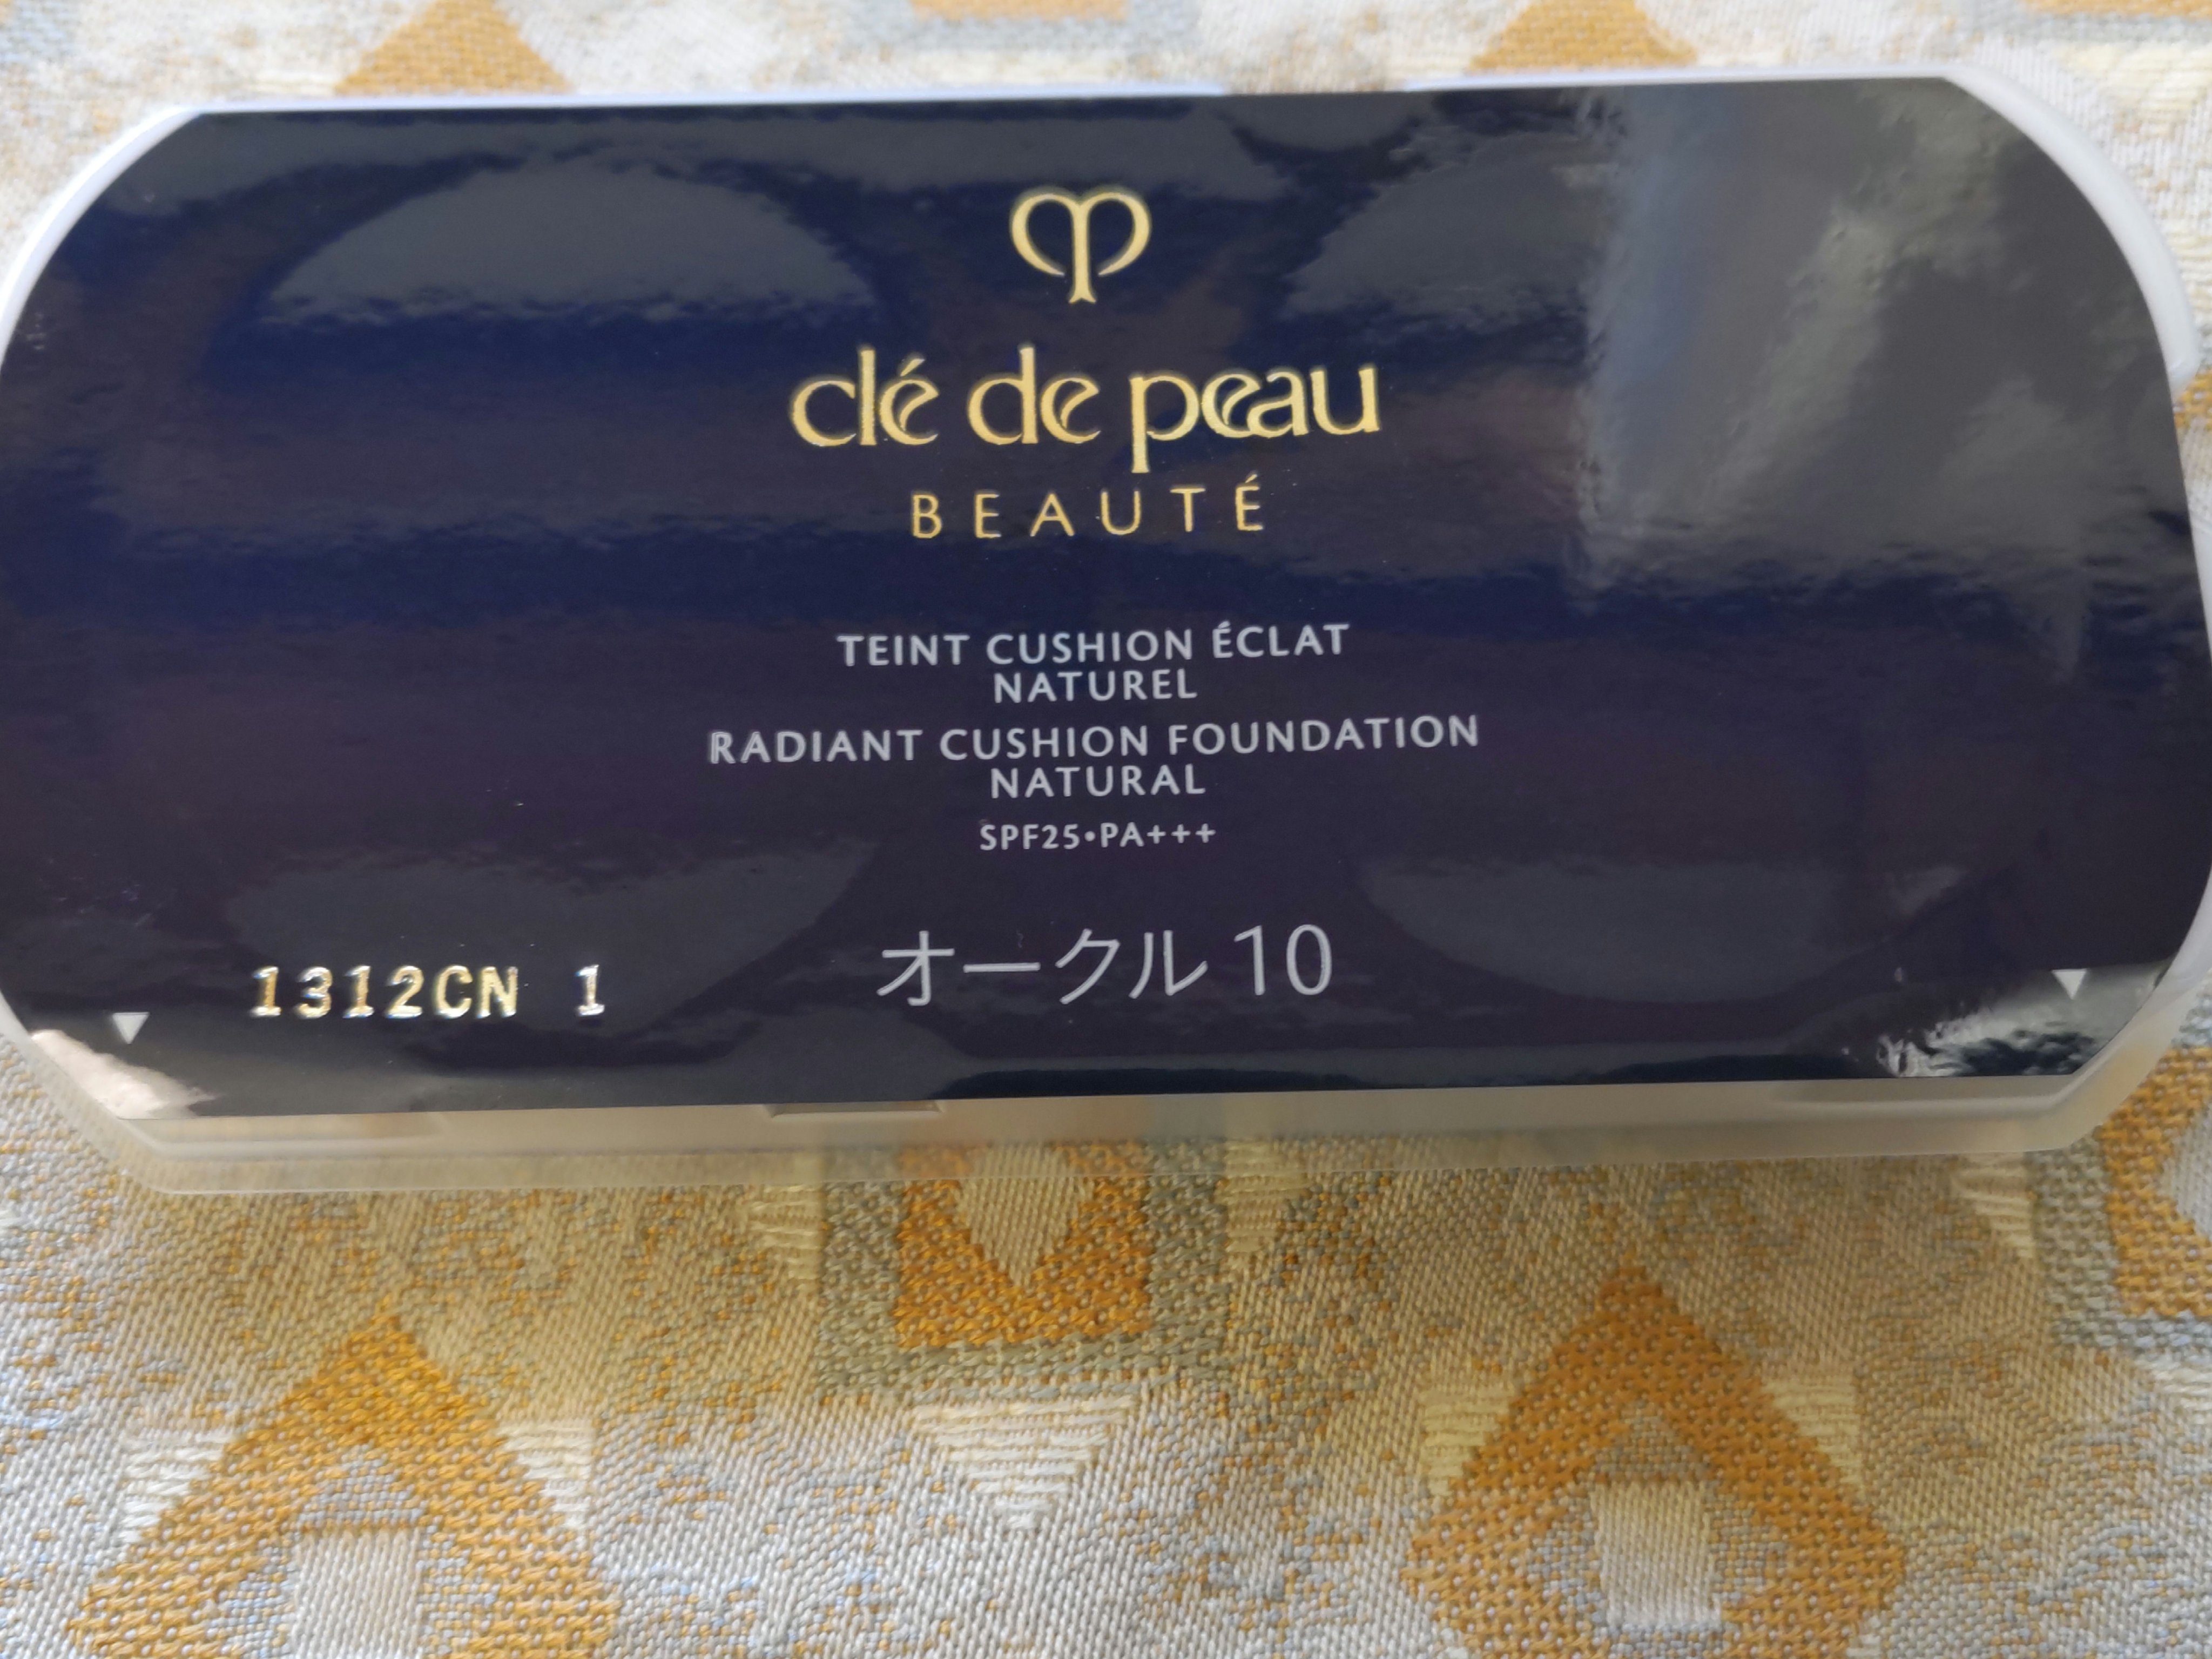 clé de peau
BEAUTÉ
TEINT CUSHION ÉCLAT
NATUREL
RADIANT CUSHION FOUNDATION
NATURAL
SPF25•PA+++
オークル 10
1312CN 1